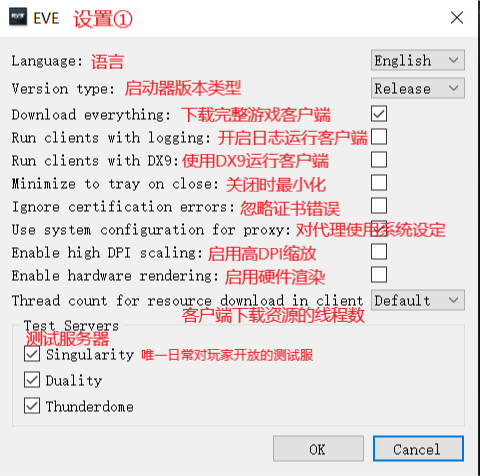 EVE 设置①
Language: 语言 English
Version type: 启动器版本类型 Release
Download everything: 下载完整游戏客户端
Run clients with logging: 开启日志运行客户端
Run clients with DX9: 使用DX9运行客户端
Minimize to tray on close: 关闭时最小化
Ignore certification errors: 忽略证书错误
Use system configuration for proxy: 对代理使用系统设定
Enable high DPI scaling: 启用高DPI缩放
Enable hardware rendering: 启用硬件渲染
Thread count for resource download in client Default
客户端下载资源的线程数
Test Servers
测试服务器
Singularity 唯一日常对玩家开放的测试服
Duality
Thunderdome
OK Cancel